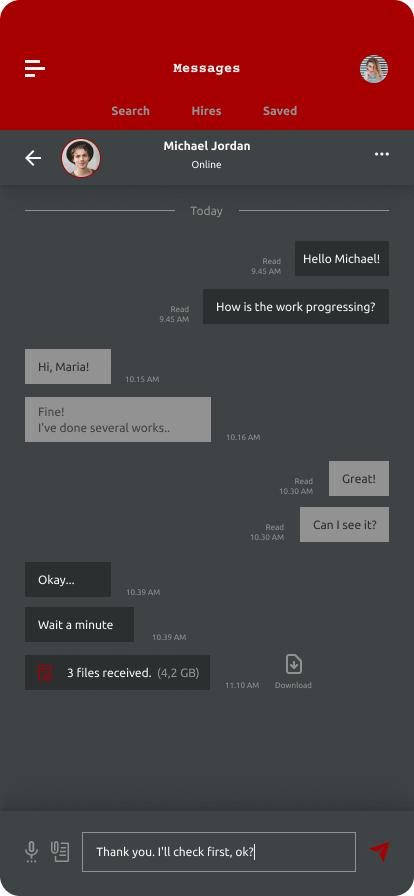 Messages
Search
Hires
Saved
Michael Jordan
Online
Today
Read
9.45 AM
Hello Michael!
Read
9.45 AM
How is the work progressing?
Hi, Maria!
10.15 AM
Fine!
I've done several works..
10.16 AM
Read
10.30 AM
Great!
Read
10.30 AM
Can I see it?
Okay...
10.39 AM
Wait a minute
10.39 AM
3 files received. (4,2 GB)
11.10 AM
Download
Thank you. I'll check first, ok?